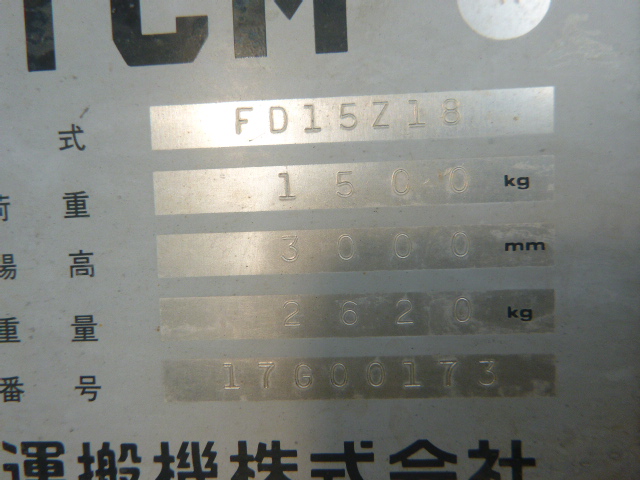 TCM
式 FD15Z18
荷重 1500 kg
揚高 3000 mm
重量 2620 kg
番号 17G00173
運搬機株式会社